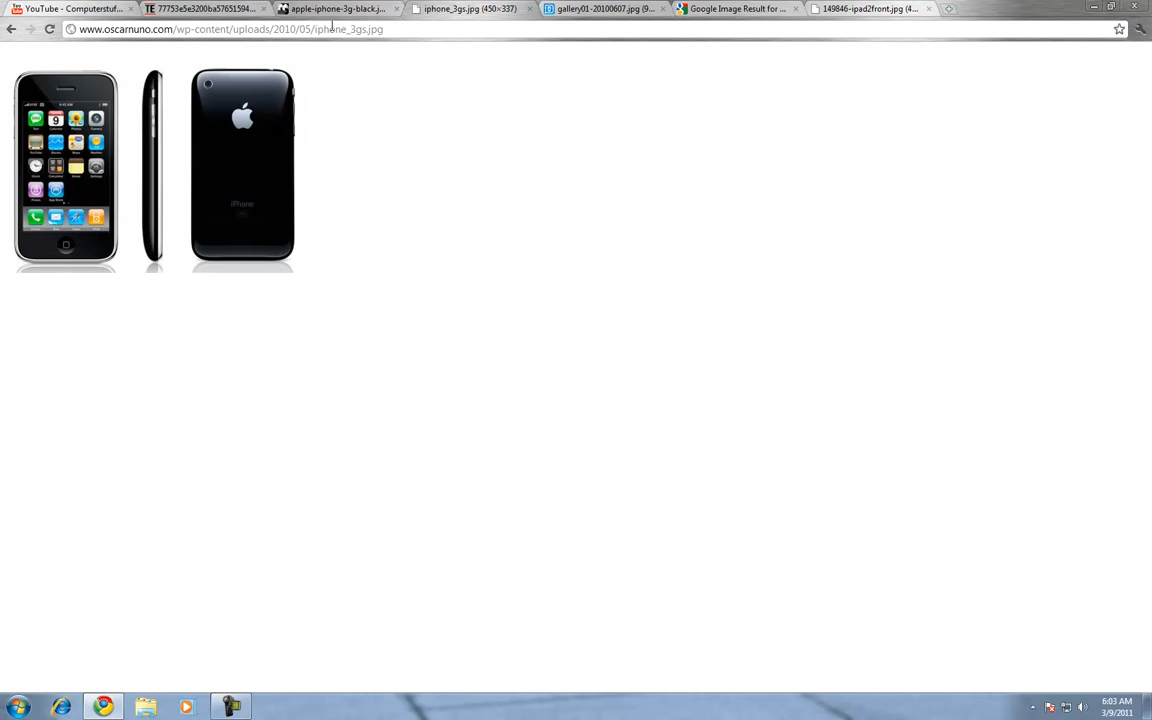 YouTube - Computerstuf...
77753e5e3200ba57651594...
apple-iphone-3g-black.j...
iphone_3gs.jpg (450×337)
gallery01-20100607.jpg (9...
Google Image Result for ...
149846-ipad2front.jpg (4...
www.oscarnuno.com/wp-content/uploads/2010/05/iphone_3gs.jpg
9
iPhone
6:03 AM
3/9/2011